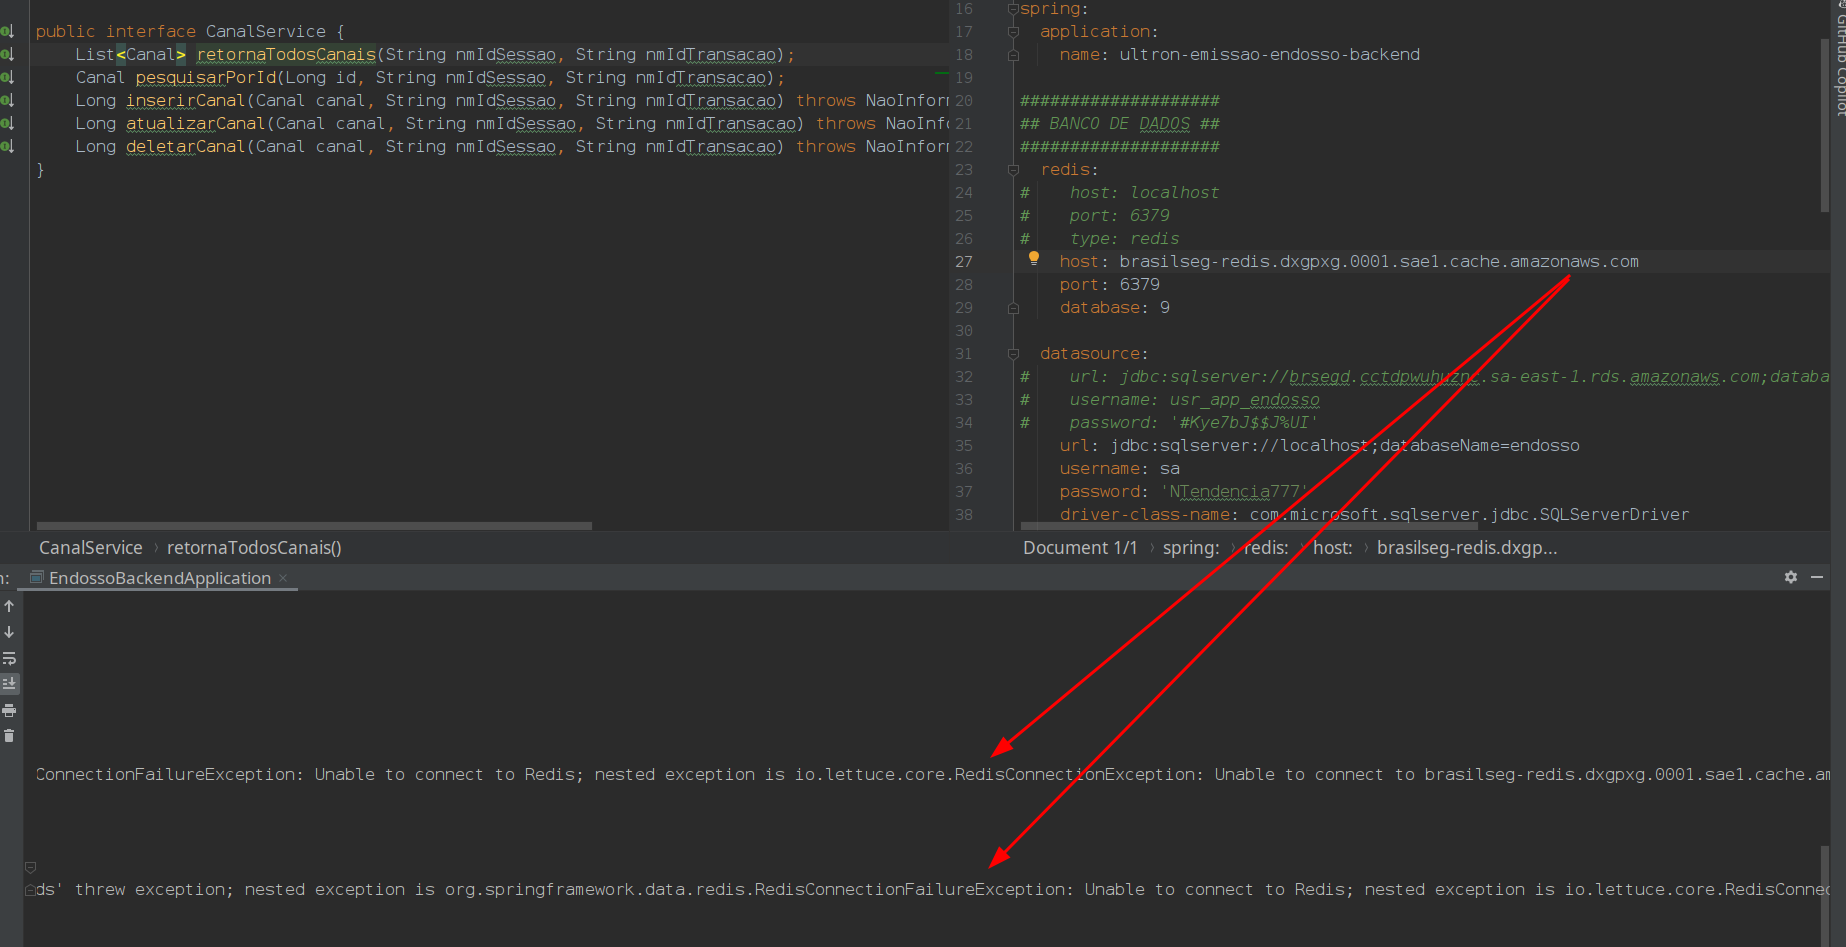 public interface CanalService {
List<Canal> retornaTodosCanais(String nmIdSessao, String nmIdTransacao);
Canal pesquisarPorId(Long id, String nmIdSessao, String nmIdTransacao);
Long inserirCanal(Canal canal, String nmIdSessao, String nmIdTransacao) throws NaoInform
Long atualizarCanal(Canal canal, String nmIdSessao, String nmIdTransacao) throws NaoInfo
Long deletarCanal(Canal canal, String nmIdSessao, String nmIdTransacao) throws NaoInform
}
CanalService › retornaTodosCanais()
16 spring:
17 application:
18 name: ultron-emissao-endosso-backend
19
20 ####################
21 ## BANCO DE DADOS ##
22 ####################
23 redis:
24 # host: localhost
25 # port: 6379
26 # type: redis
27 host: brasilseg-redis.dxgpxg.0001.sae1.cache.amazonaws.com
28 port: 6379
29 database: 9
30
31 datasource:
32 # url: jdbc:sqlserver://brsegd.cctdpwuhuznc.sa-east-1.rds.amazonaws.com;databa
33 # username: usr_app_endosso
34 # password: '#Kye7bJ$$J%UI'
35 url: jdbc:sqlserver://localhost;databaseName=endosso
36 username: sa
37 password: 'NTendencia777'
38 driver-class-name: com.microsoft.sqlserver.jdbc.SQLServerDriver
Document 1/1 › spring: › redis: › host: › brasilseg-redis.dxgp...
GitHub Copilot
n: EndossoBackendApplication ×
ConnectionFailureException: Unable to connect to Redis; nested exception is io.lettuce.core.RedisConnectionException: Unable to connect to brasilseg-redis.dxgpxg.0001.sae1.cache.am
ds' threw exception; nested exception is org.springframework.data.redis.RedisConnectionFailureException: Unable to connect to Redis; nested exception is io.lettuce.core.RedisConnec